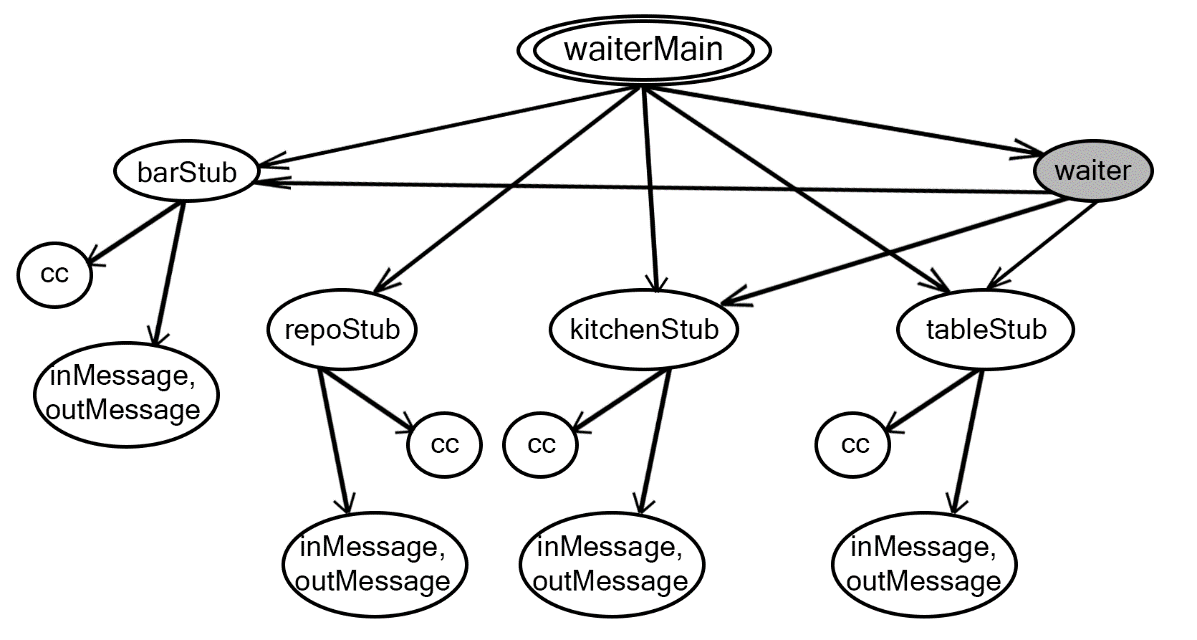 waiterMain
barStub
waiter
cc
inMessage,
outMessage
repoStub
kitchenStub
tableStub
cc
cc
cc
inMessage,
outMessage
inMessage,
outMessage
inMessage,
outMessage